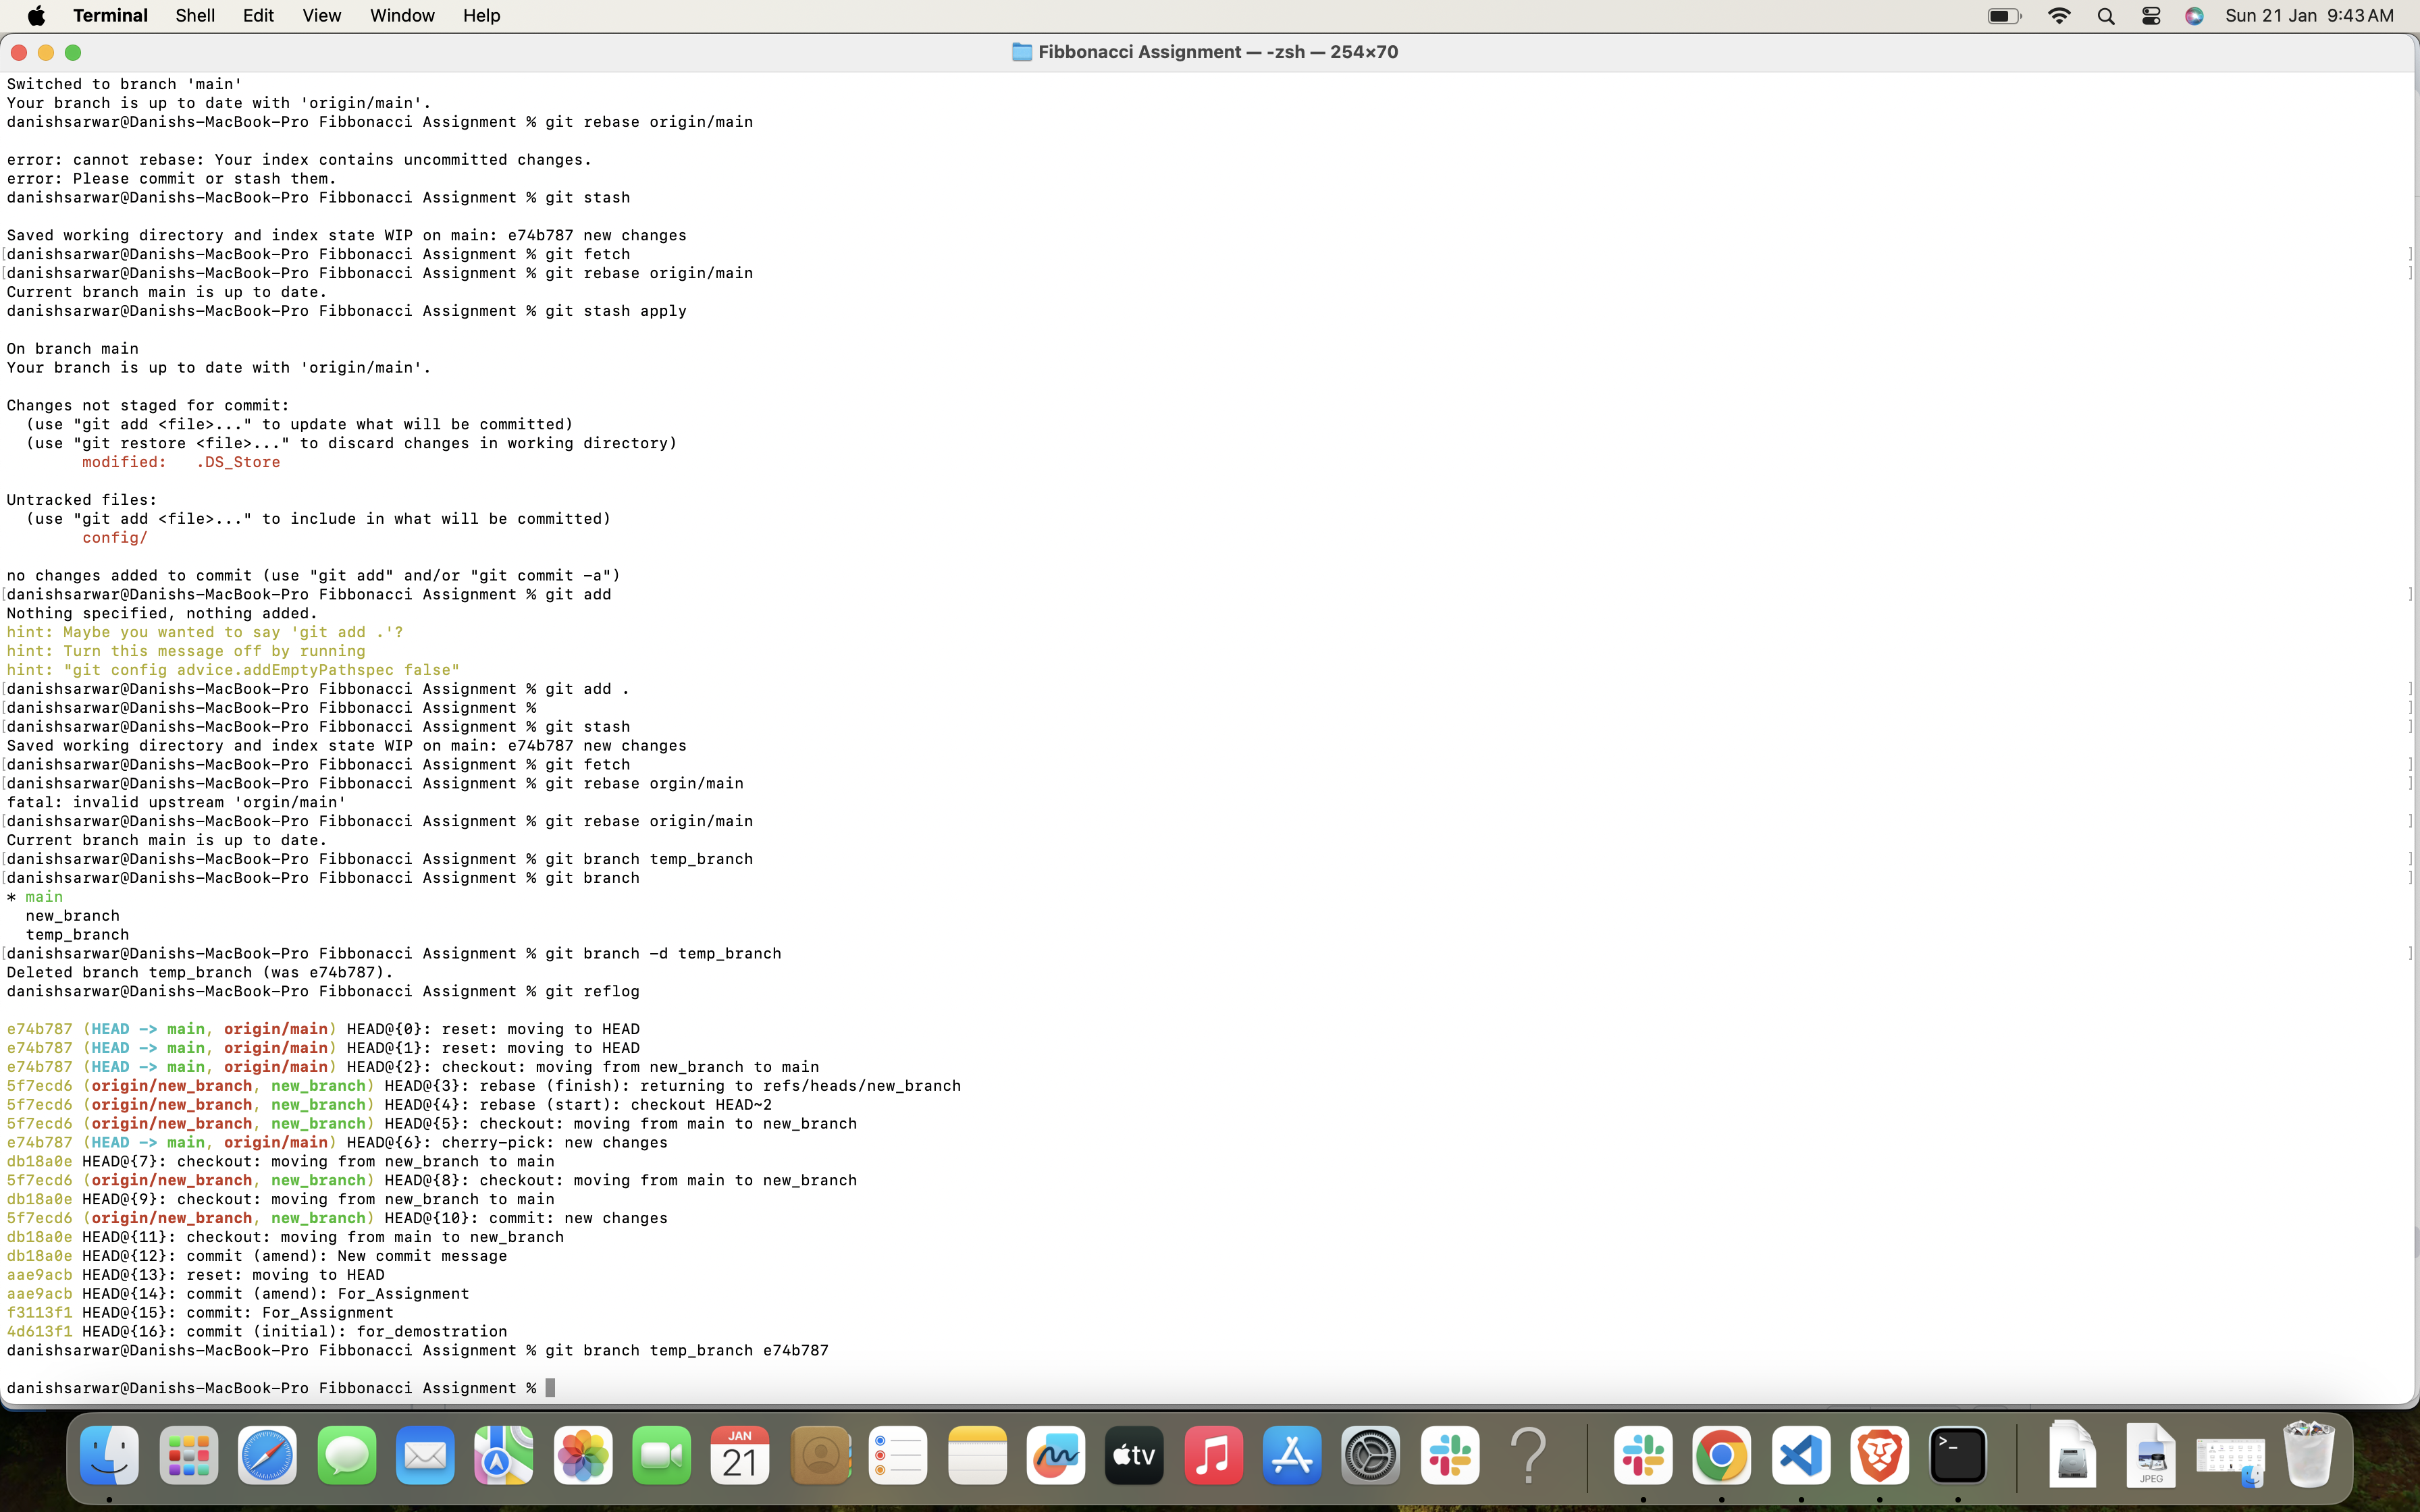 Terminal Shell Edit View Window Help Sun 21 Jan 9:43 AM
Fibbonacci Assignment — -zsh — 254×70
Switched to branch 'main'
Your branch is up to date with 'origin/main'.
danishsarwar@Danishs-MacBook-Pro Fibbonacci Assignment % git rebase origin/main
error: cannot rebase: Your index contains uncommitted changes.
error: Please commit or stash them.
danishsarwar@Danishs-MacBook-Pro Fibbonacci Assignment % git stash
Saved working directory and index state WIP on main: e74b787 new changes
[danishsarwar@Danishs-MacBook-Pro Fibbonacci Assignment % git fetch ]
[danishsarwar@Danishs-MacBook-Pro Fibbonacci Assignment % git rebase origin/main ]
Current branch main is up to date.
danishsarwar@Danishs-MacBook-Pro Fibbonacci Assignment % git stash apply
On branch main
Your branch is up to date with 'origin/main'.
Changes not staged for commit:
  (use "git add <file>..." to update what will be committed)
  (use "git restore <file>..." to discard changes in working directory)
        modified:   .DS_Store
Untracked files:
  (use "git add <file>..." to include in what will be committed)
        config/
no changes added to commit (use "git add" and/or "git commit -a")
[danishsarwar@Danishs-MacBook-Pro Fibbonacci Assignment % git add ]
Nothing specified, nothing added.
hint: Maybe you wanted to say 'git add .'?
hint: Turn this message off by running
hint: "git config advice.addEmptyPathspec false"
[danishsarwar@Danishs-MacBook-Pro Fibbonacci Assignment % git add . ]
[danishsarwar@Danishs-MacBook-Pro Fibbonacci Assignment % ]
[danishsarwar@Danishs-MacBook-Pro Fibbonacci Assignment % git stash ]
Saved working directory and index state WIP on main: e74b787 new changes
[danishsarwar@Danishs-MacBook-Pro Fibbonacci Assignment % git fetch ]
[danishsarwar@Danishs-MacBook-Pro Fibbonacci Assignment % git rebase orgin/main ]
fatal: invalid upstream 'orgin/main'
[danishsarwar@Danishs-MacBook-Pro Fibbonacci Assignment % git rebase origin/main ]
Current branch main is up to date.
[danishsarwar@Danishs-MacBook-Pro Fibbonacci Assignment % git branch temp_branch ]
[danishsarwar@Danishs-MacBook-Pro Fibbonacci Assignment % git branch ]
* main
  new_branch
  temp_branch
[danishsarwar@Danishs-MacBook-Pro Fibbonacci Assignment % git branch -d temp_branch ]
Deleted branch temp_branch (was e74b787).
danishsarwar@Danishs-MacBook-Pro Fibbonacci Assignment % git reflog
e74b787 (HEAD -> main, origin/main) HEAD@{0}: reset: moving to HEAD
e74b787 (HEAD -> main, origin/main) HEAD@{1}: reset: moving to HEAD
e74b787 (HEAD -> main, origin/main) HEAD@{2}: checkout: moving from new_branch to main
5f7ecd6 (origin/new_branch, new_branch) HEAD@{3}: rebase (finish): returning to refs/heads/new_branch
5f7ecd6 (origin/new_branch, new_branch) HEAD@{4}: rebase (start): checkout HEAD~2
5f7ecd6 (origin/new_branch, new_branch) HEAD@{5}: checkout: moving from main to new_branch
e74b787 (HEAD -> main, origin/main) HEAD@{6}: cherry-pick: new changes
db18a0e HEAD@{7}: checkout: moving from new_branch to main
5f7ecd6 (origin/new_branch, new_branch) HEAD@{8}: checkout: moving from main to new_branch
db18a0e HEAD@{9}: checkout: moving from new_branch to main
5f7ecd6 (origin/new_branch, new_branch) HEAD@{10}: commit: new changes
db18a0e HEAD@{11}: checkout: moving from main to new_branch
db18a0e HEAD@{12}: commit (amend): New commit message
aae9acb HEAD@{13}: reset: moving to HEAD
aae9acb HEAD@{14}: commit (amend): For_Assignment
f3113f1 HEAD@{15}: commit: For_Assignment
4d613f1 HEAD@{16}: commit (initial): for_demostration
danishsarwar@Danishs-MacBook-Pro Fibbonacci Assignment % git branch temp_branch e74b787
danishsarwar@Danishs-MacBook-Pro Fibbonacci Assignment %
JAN
21
tv
JPEG